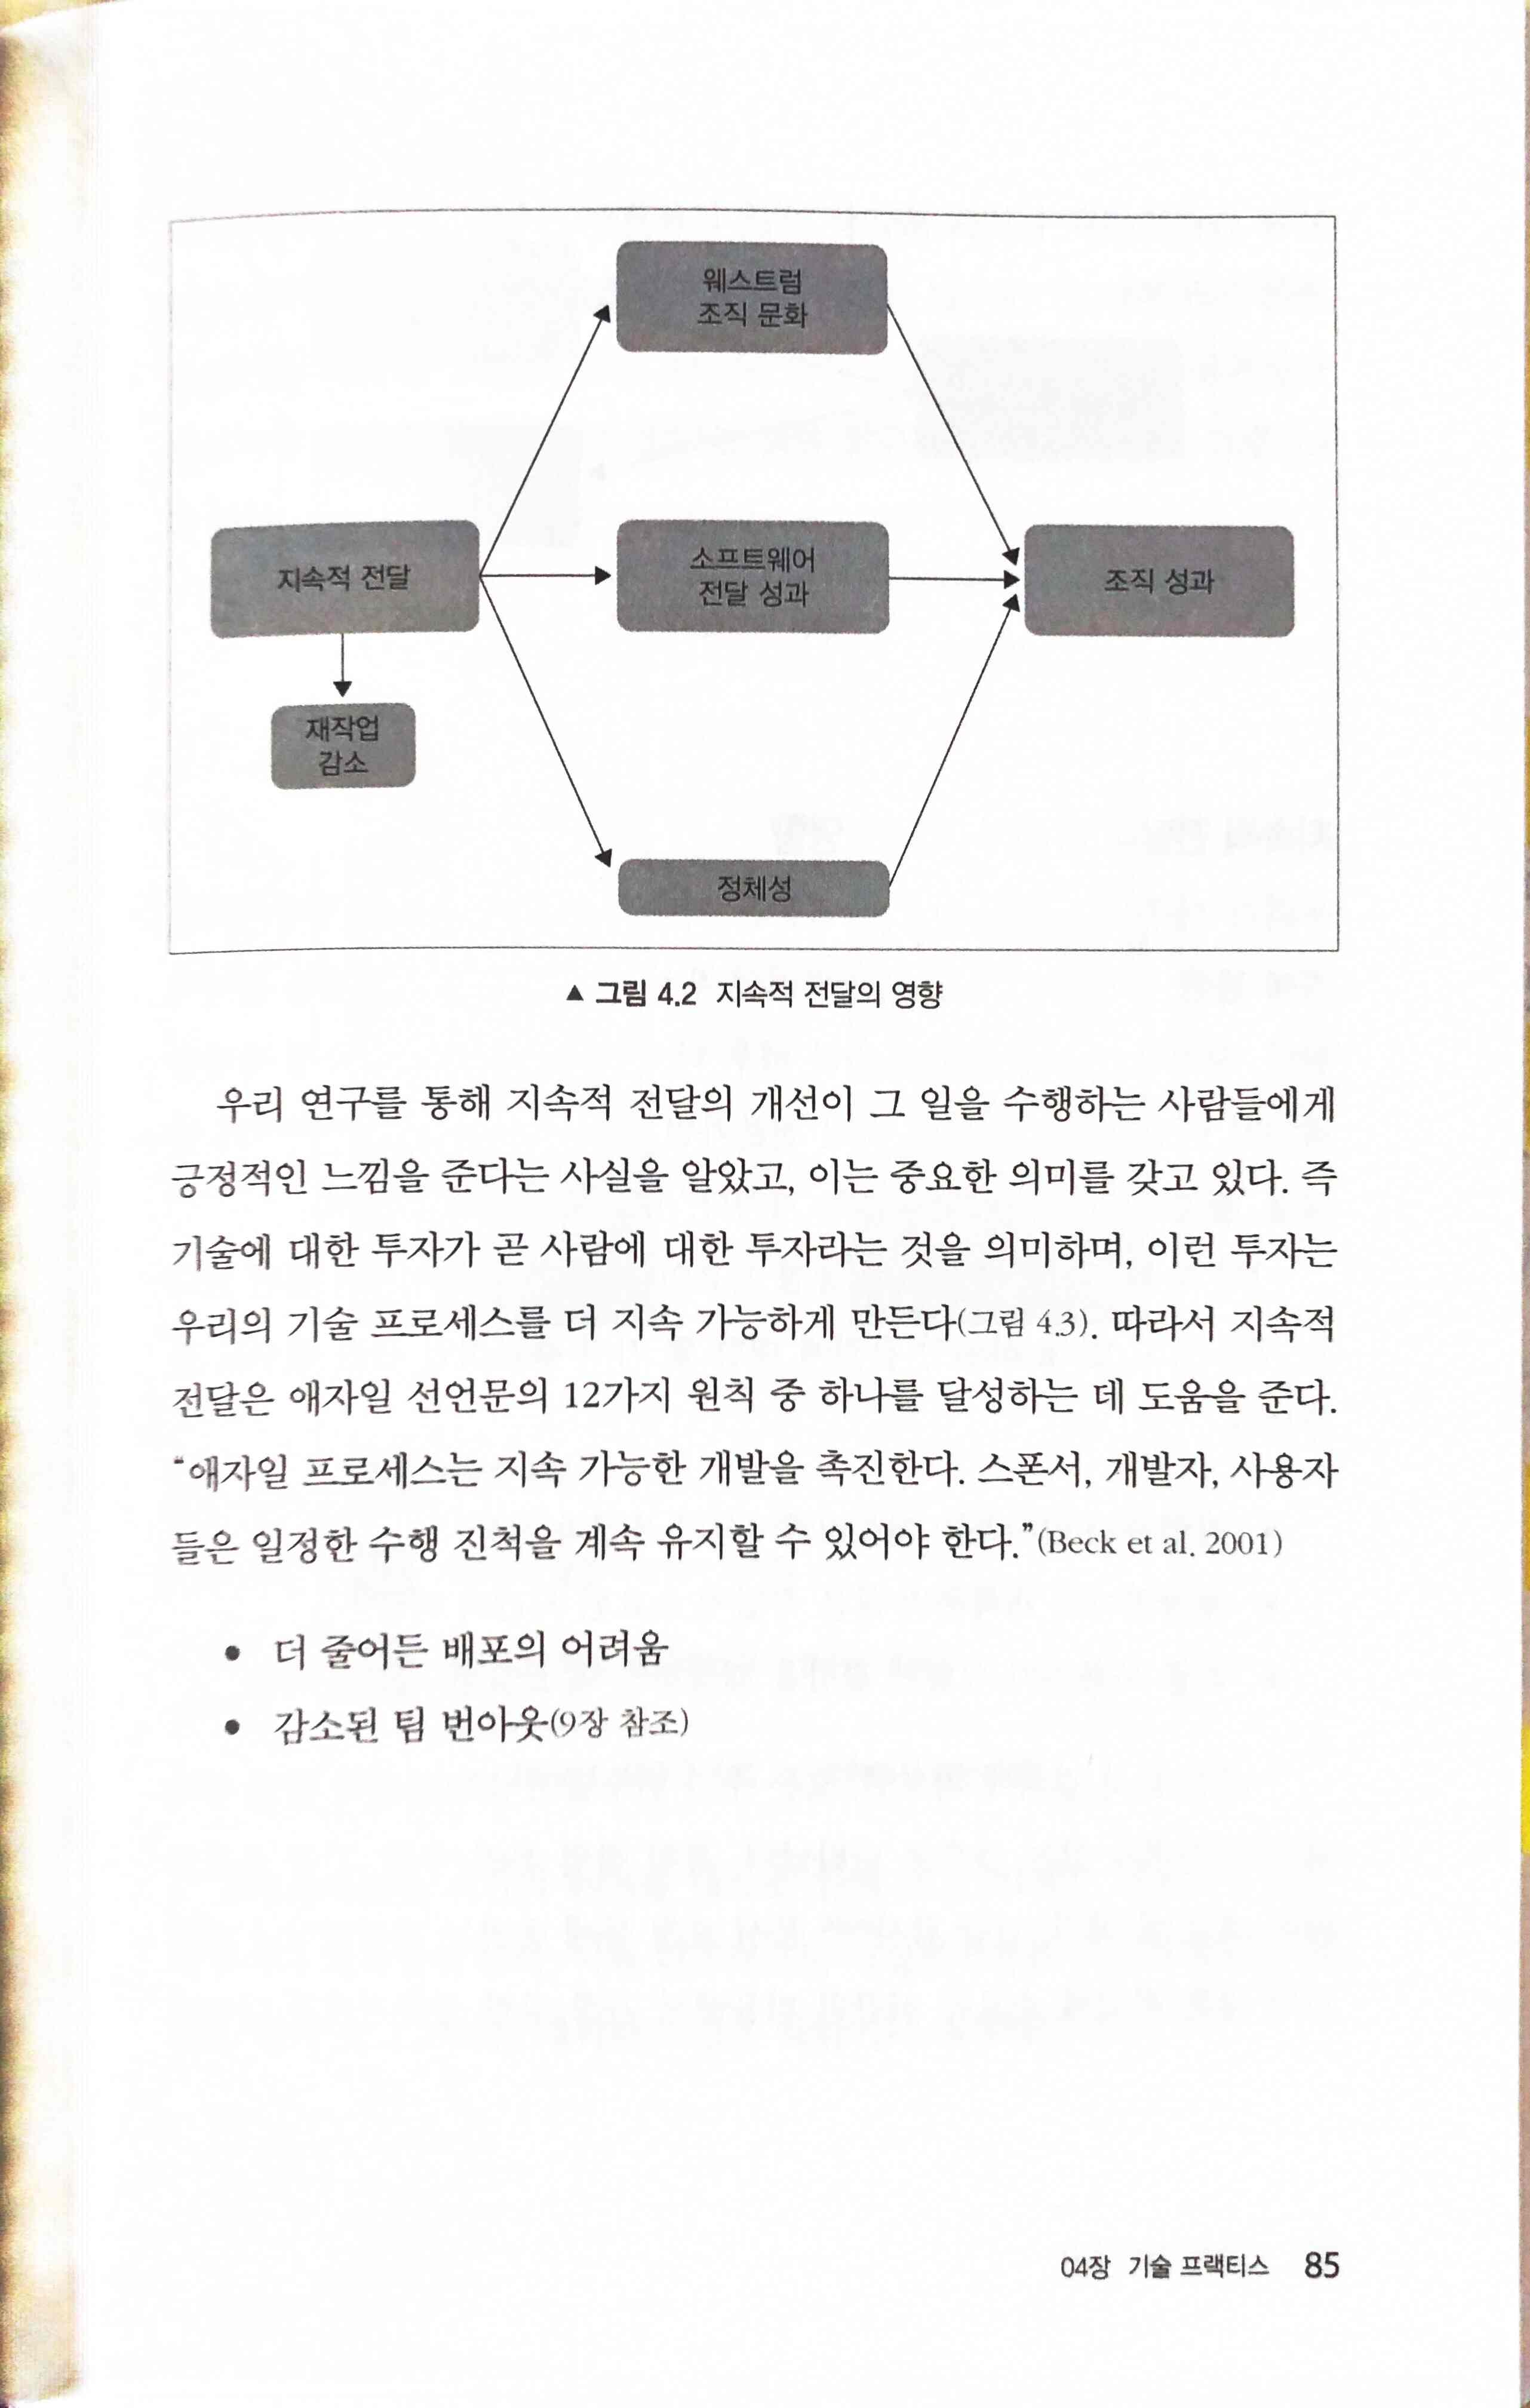 웨스트럼
조직 문화
지속적 전달
소프트웨어
전달 성과
조직 성과
재작업
감소
정체성
▲ 그림 4.2 지속적 전달의 영향
우리 연구를 통해 지속적 전달의 개선이 그 일을 수행하는 사람들에게
긍정적인 느낌을 준다는 사실을 알았고, 이는 중요한 의미를 갖고 있다. 즉
기술에 대한 투자가 곧 사람에 대한 투자라는 것을 의미하며, 이런 투자는
우리의 기술 프로세스를 더 지속 가능하게 만든다(그림 4.3). 따라서 지속적
전달은 애자일 선언문의 12가지 원칙 중 하나를 달성하는 데 도움을 준다.
“애자일 프로세스는 지속 가능한 개발을 촉진한다. 스폰서, 개발자, 사용자
들은 일정한 수행 진척을 계속 유지할 수 있어야 한다.”(Beck et al. 2001)
• 더 줄어든 배포의 어려움
• 감소된 팀 번아웃(9장 참조)
04장 기술 프랙티스 85